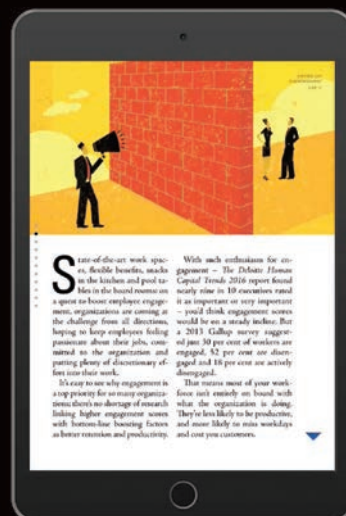 State-of-the-art work spac-
es, flexible benefits, snacks
in the kitchen and pool ta-
bles in the board rooms: on
a quest to boost employee engage-
ment, organizations are coming at
the challenge from all directions,
hoping to keep employees feeling
passionate about their jobs, com-
mitted to the organization and
putting plenty of discretionary ef-
fort into their work.
It's easy to see why engagement is
a top priority for so many organiza-
tions; there's no shortage of research
linking higher engagement scores
with bottom-line boosting factors
as better retention and productivity.
With such enthusiasm for en-
gagement – The Deloitte Human
Capital Trends 2016 report found
nearly nine in 10 executives rated
it as important or very important
– you'd think engagement scores
would be on a steady incline. But
a 2013 Gallup survey suggest-
ed just 30 per cent of workers are
engaged, 52 per cent are disen-
gaged and 18 per cent are actively
disengaged.
That means most of your work-
force isn't entirely on board with
what the organization is doing.
They're less likely to be productive,
and more likely to miss workdays
and cost you customers.